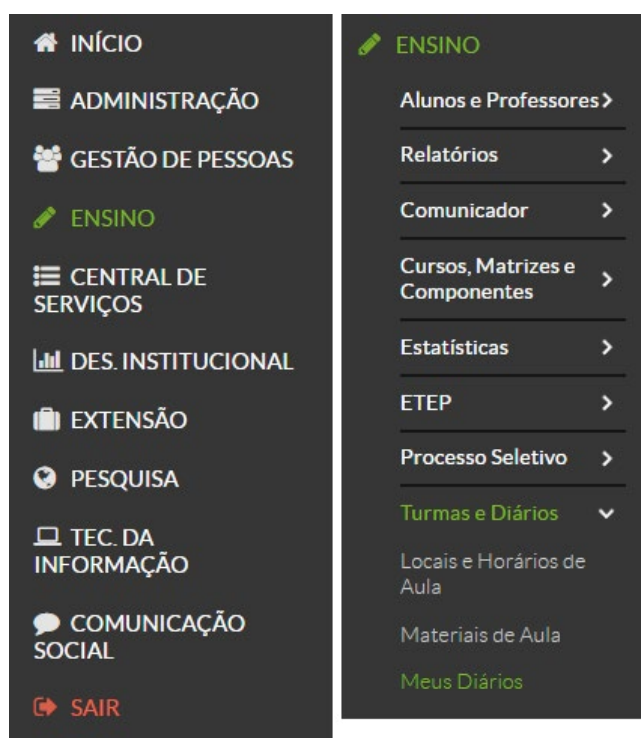 INÍCIO
ADMINISTRAÇÃO
GESTÃO DE PESSOAS
ENSINO
CENTRAL DE
SERVIÇOS
DES. INSTITUCIONAL
EXTENSÃO
PESQUISA
TEC. DA
INFORMAÇÃO
COMUNICAÇÃO
SOCIAL
SAIR
ENSINO
Alunos e Professores
Relatórios
Comunicador
Cursos, Matrizes e
Componentes
Estatísticas
ETEP
Processo Seletivo
Turmas e Diários
Locais e Horários de
Aula
Materiais de Aula
Meus Diários